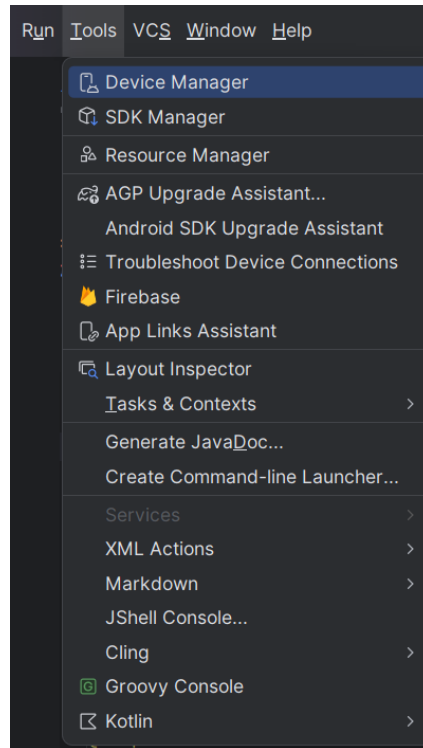 Run Tools VCS Window Help
Device Manager
SDK Manager
Resource Manager
AGP Upgrade Assistant...
Android SDK Upgrade Assistant
Troubleshoot Device Connections
Firebase
App Links Assistant
Layout Inspector
Tasks & Contexts
Generate JavaDoc...
Create Command-line Launcher...
Services
XML Actions
Markdown
JShell Console...
Cling
G Groovy Console
Kotlin